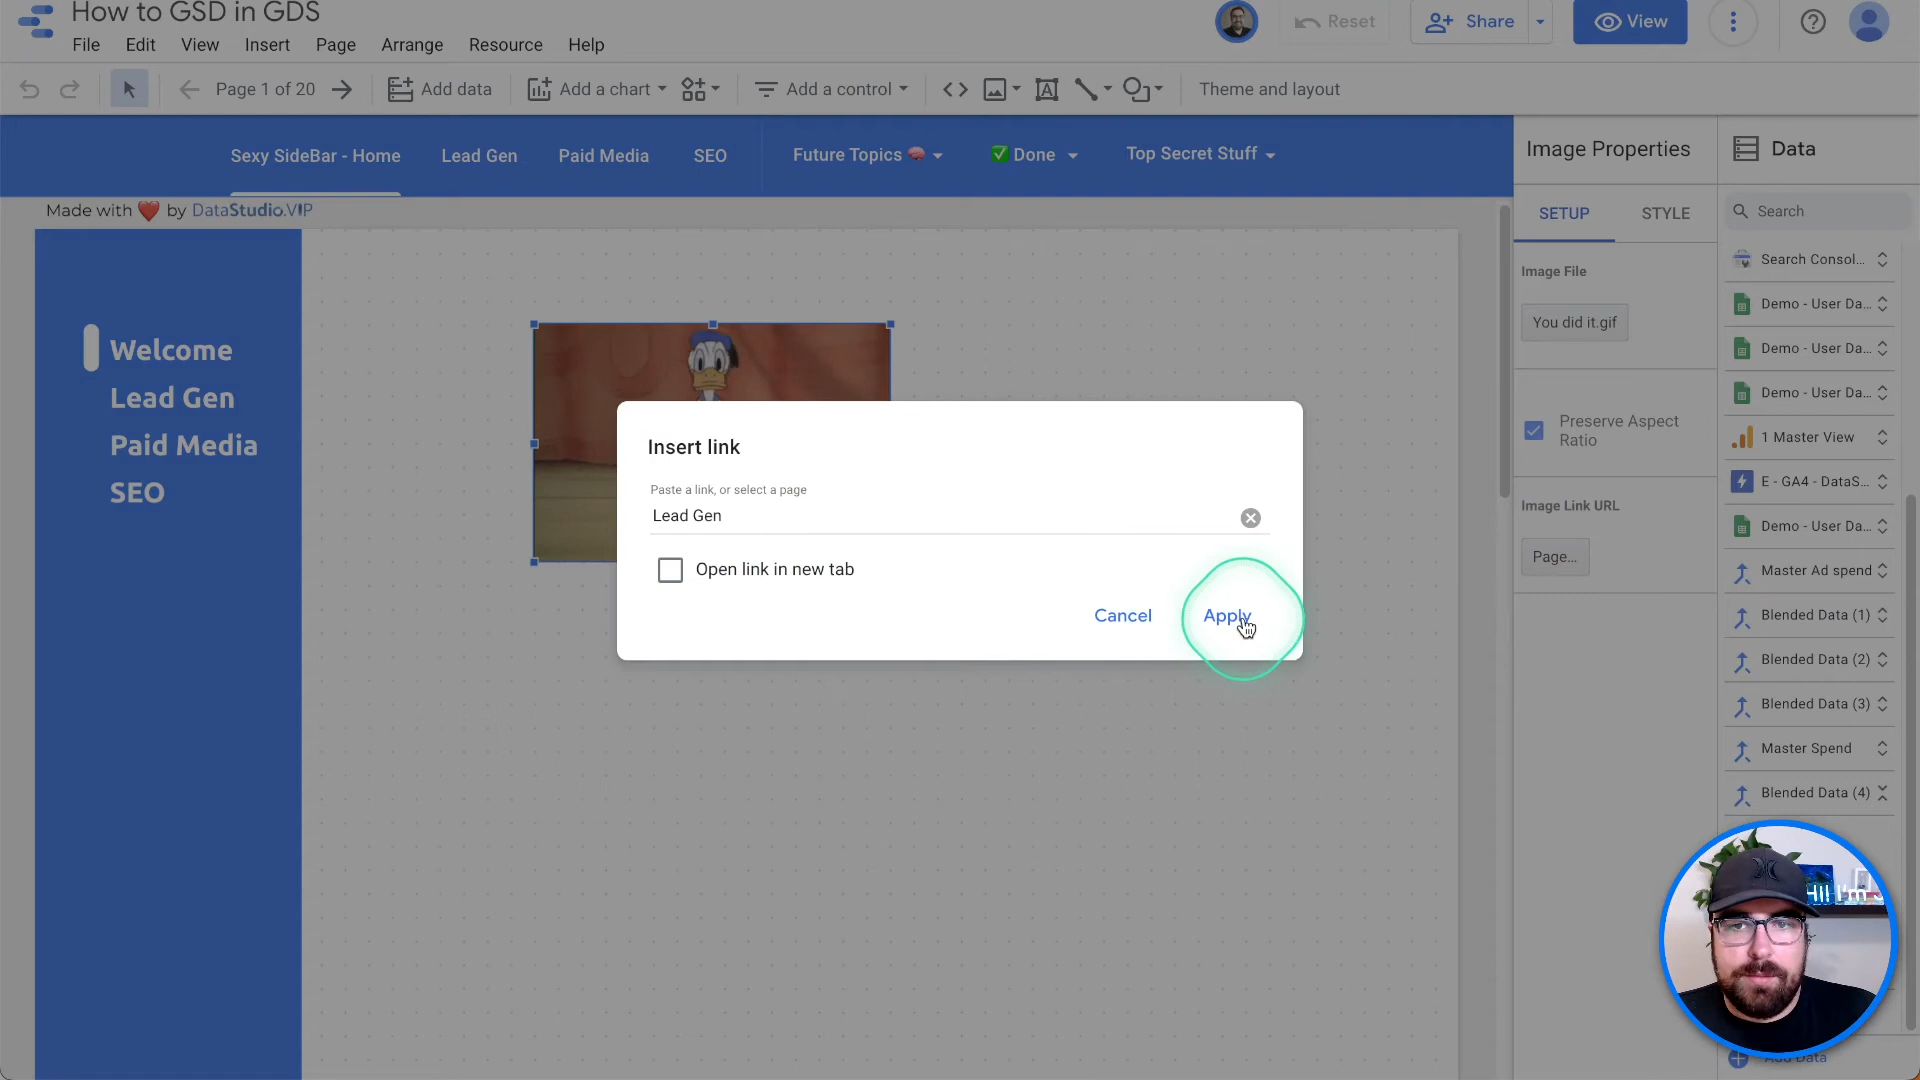 How to GSD in GDS
File Edit View Insert Page Arrange Resource Help
Reset Share View
Page 1 of 20 Add data Add a chart Add a control Theme and layout
Sexy SideBar - Home Lead Gen Paid Media SEO Future Topics 🧠 ✅ Done Top Secret Stuff
Made with ❤️ by DataStudio.VIP
Welcome
Lead Gen
Paid Media
SEO
Insert link
Paste a link, or select a page
Lead Gen
Open link in new tab
Cancel Apply
Image Properties
SETUP STYLE
Image File
You did it.gif
Preserve Aspect
Ratio
Image Link URL
Page...
Data
Search
Search Consol...
Demo - User Da...
Demo - User Da...
Demo - User Da...
1 Master View
E - GA4 - DataS...
Demo - User Da...
Master Ad spend
Blended Data (1)
Blended Data (2)
Blended Data (3)
Master Spend
Blended Data (4)
Add Data
HI! I'm